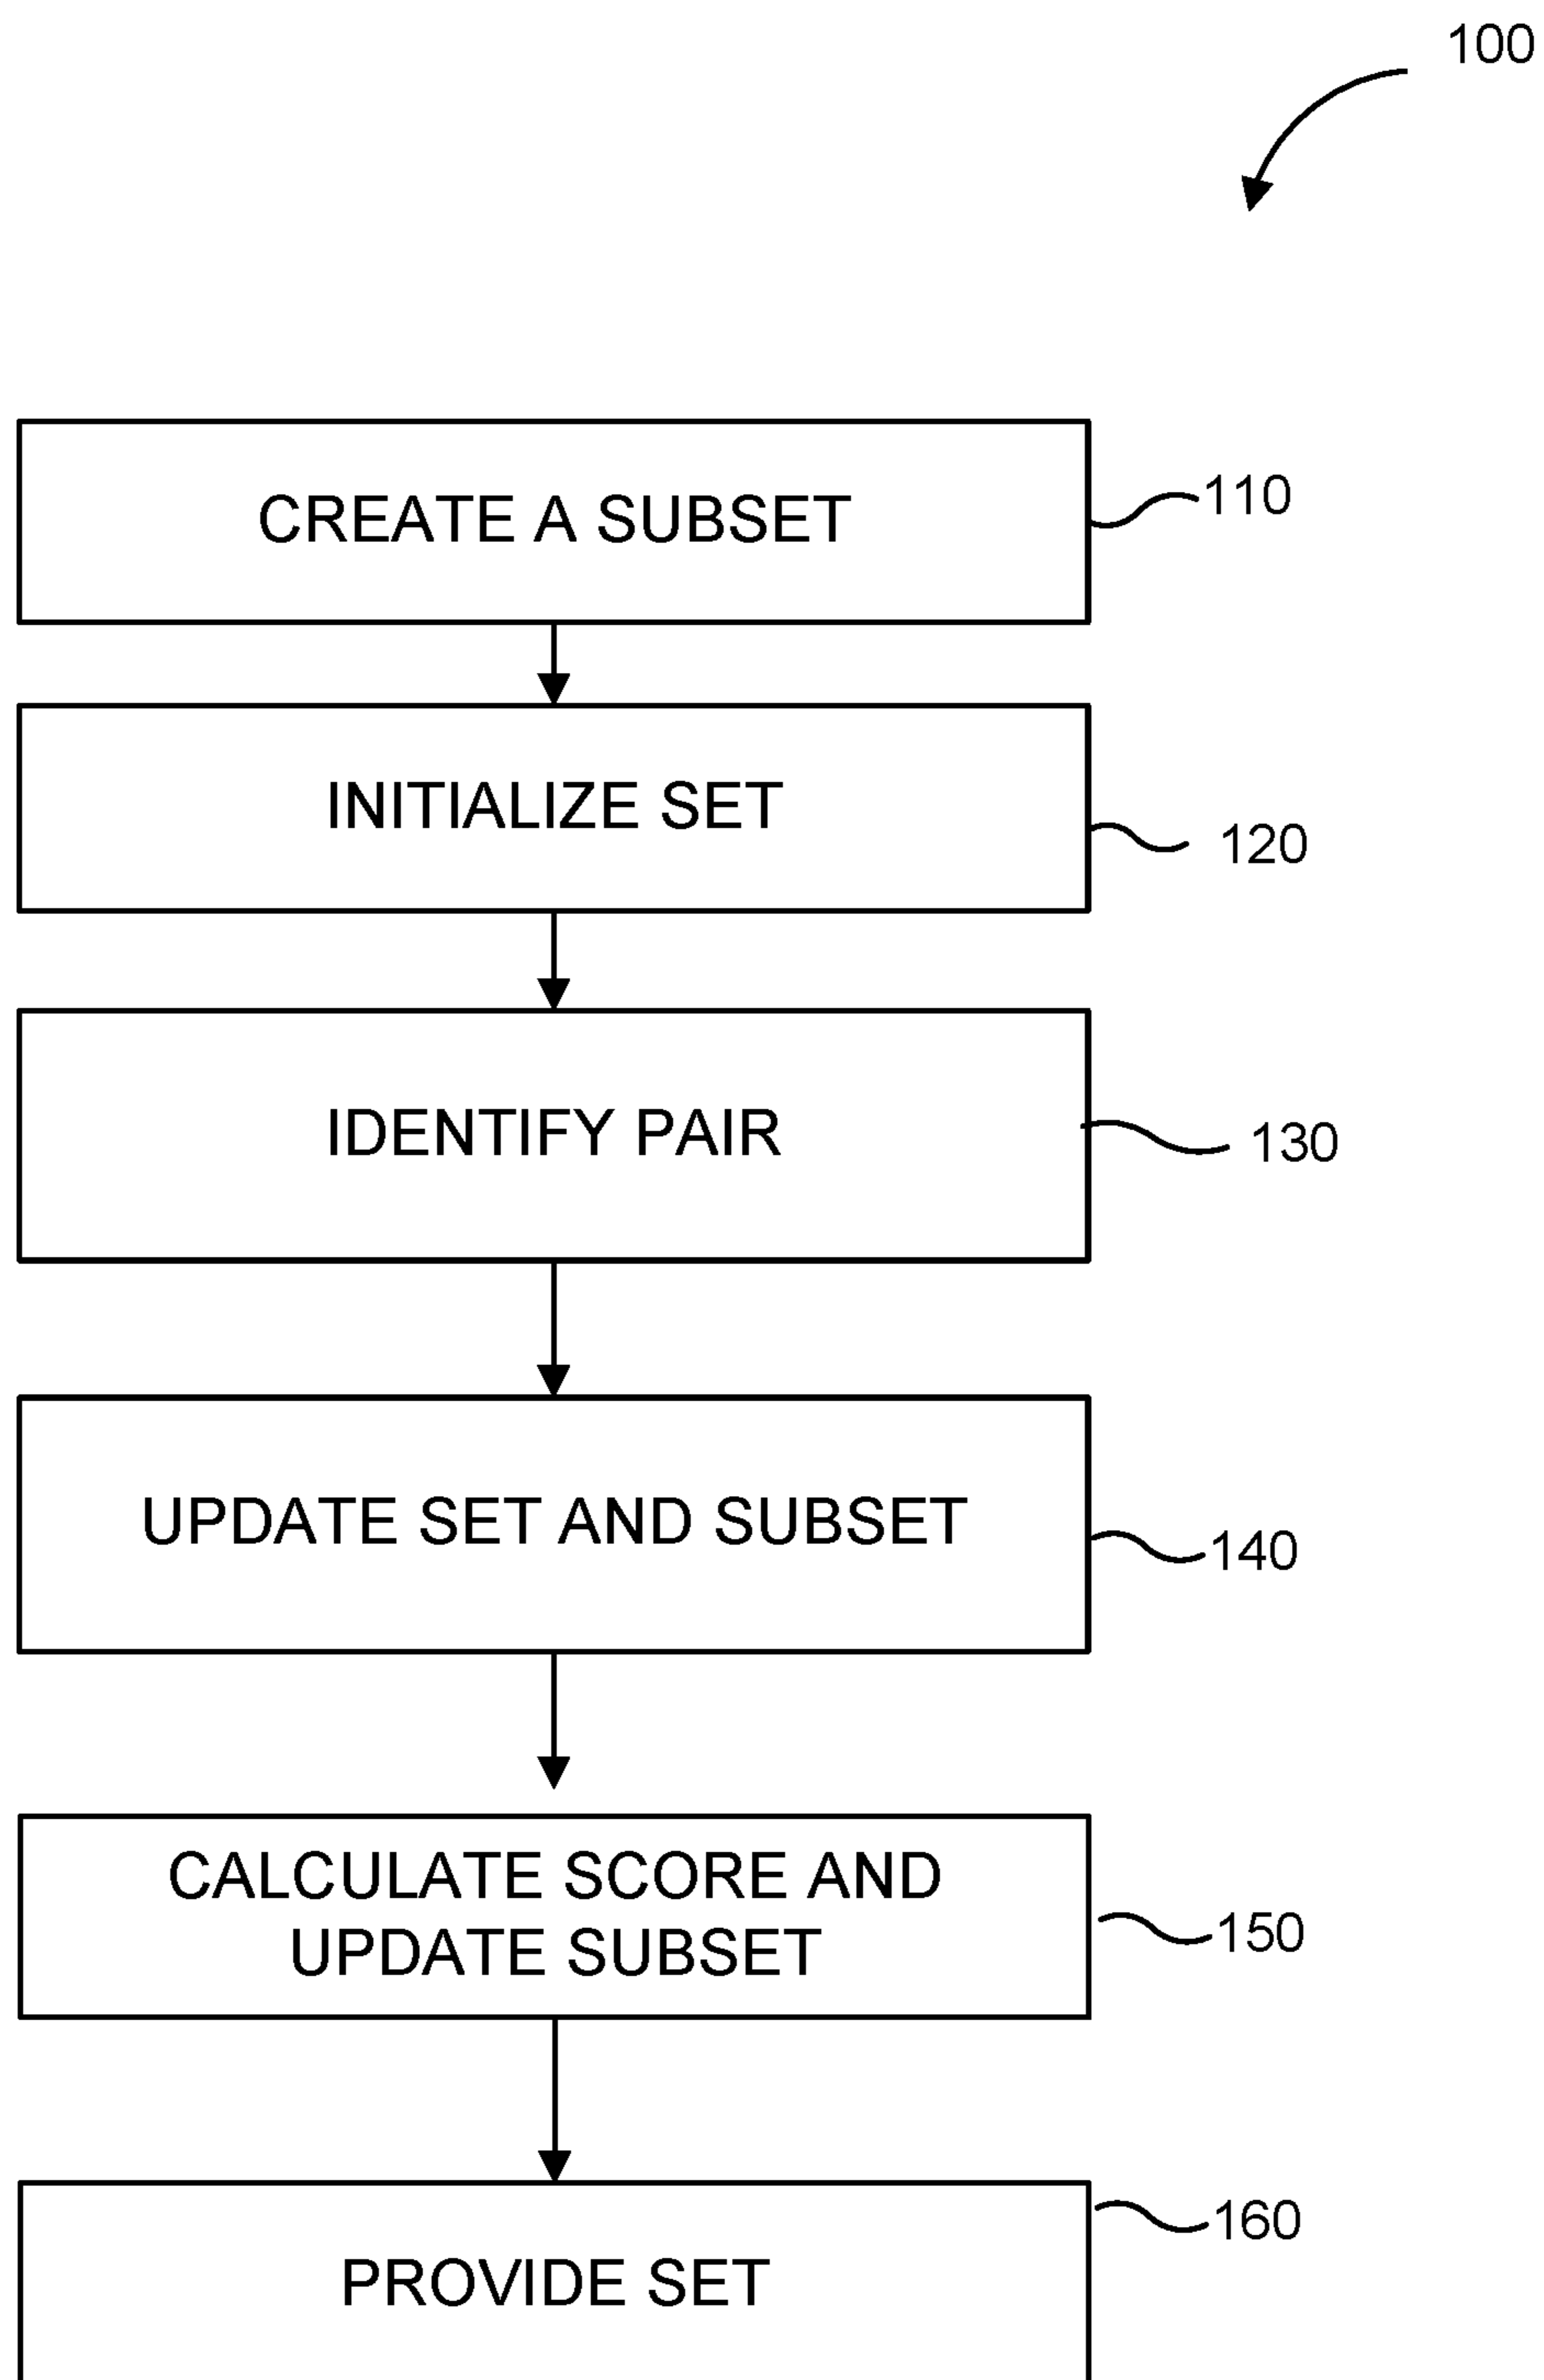 100
CREATE A SUBSET
110
INITIALIZE SET
120
IDENTIFY PAIR
130
UPDATE SET AND SUBSET
140
CALCULATE SCORE AND
UPDATE SUBSET
150
160
PROVIDE SET